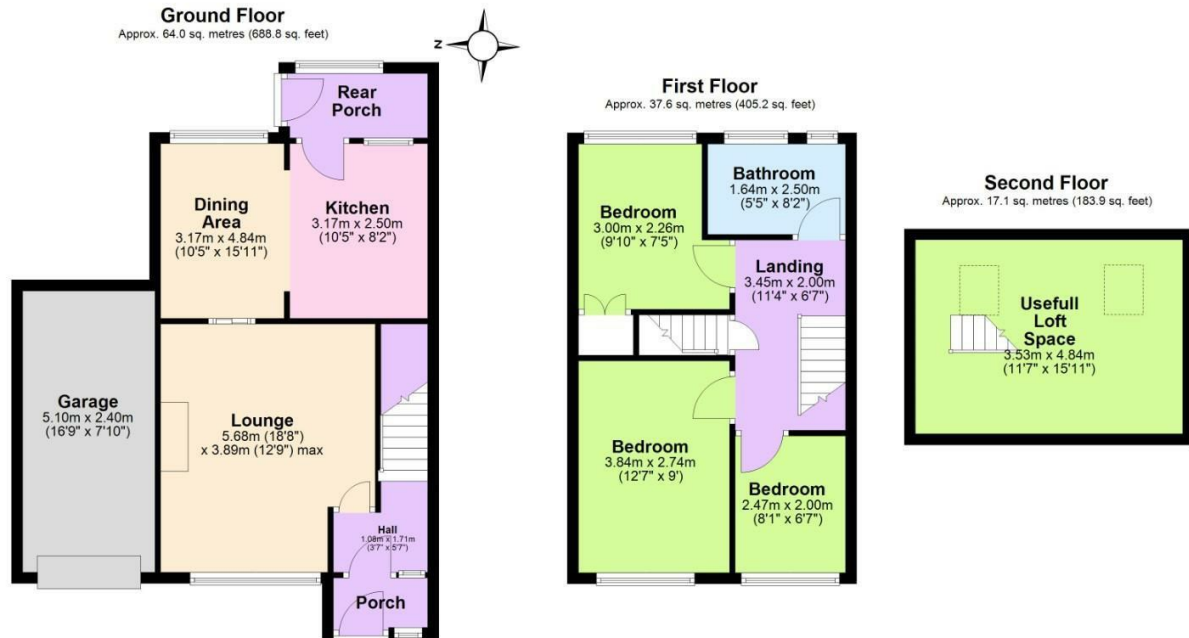 Ground Floor
Approx. 64.0 sq. metres (688.8 sq. feet)
Z
Rear
Porch
Dining
Area
3.17m x 4.84m
(10'5" x 15'11")
Kitchen
3.17m x 2.50m
(10'5" x 8'2")
Garage
5.10m x 2.40m
(16'9" x 7'10")
Lounge
5.68m (18'8")
x 3.89m (12'9") max
Hall
1.08m x 1.71m
(3'7" x 5'7")
Porch
First Floor
Approx. 37.6 sq. metres (405.2 sq. feet)
Bedroom
3.00m x 2.26m
(9'10" x 7'5")
Bathroom
1.64m x 2.50m
(5'5" x 8'2")
Landing
3.45m x 2.00m
(11'4" x 6'7")
Bedroom
3.84m x 2.74m
(12'7" x 9')
Bedroom
2.47m x 2.00m
(8'1" x 6'7")
Second Floor
Approx. 17.1 sq. metres (183.9 sq. feet)
Usefull
Loft
Space
3.53m x 4.84m
(11'7" x 15'11")